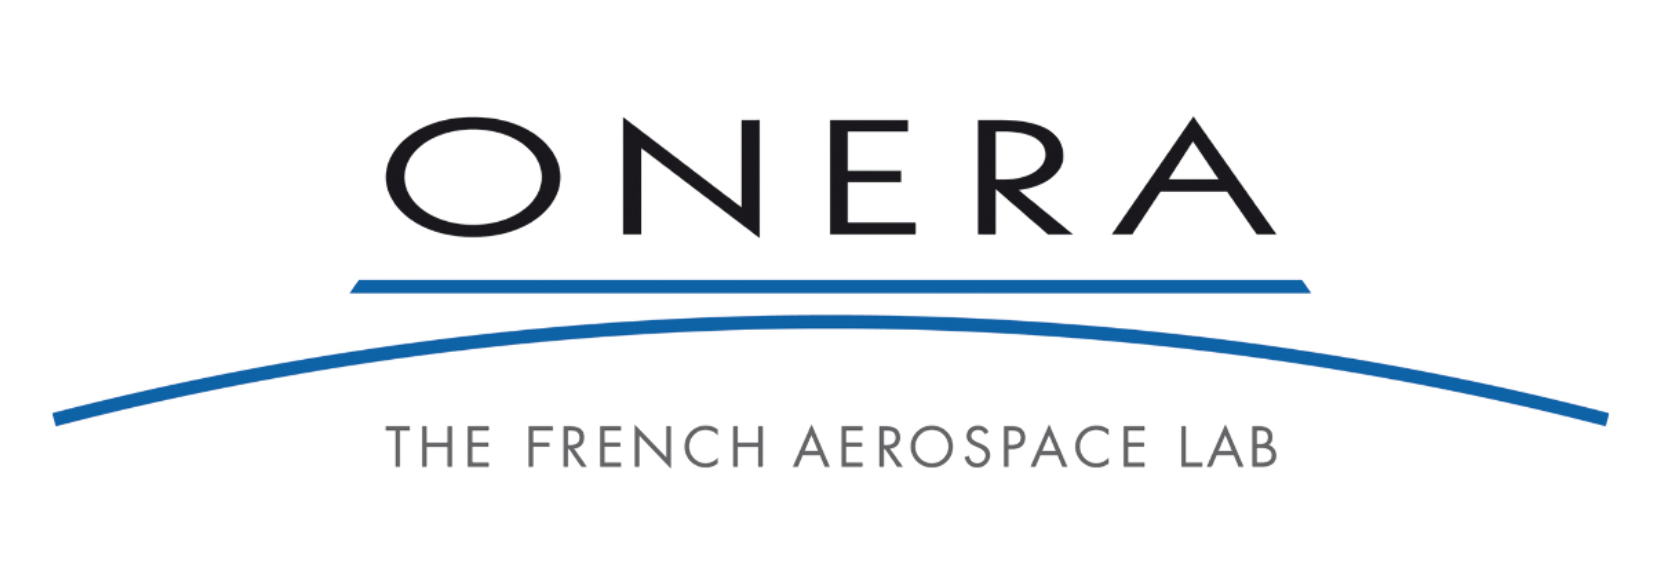 ONERA
THE FRENCH AEROSPACE LAB